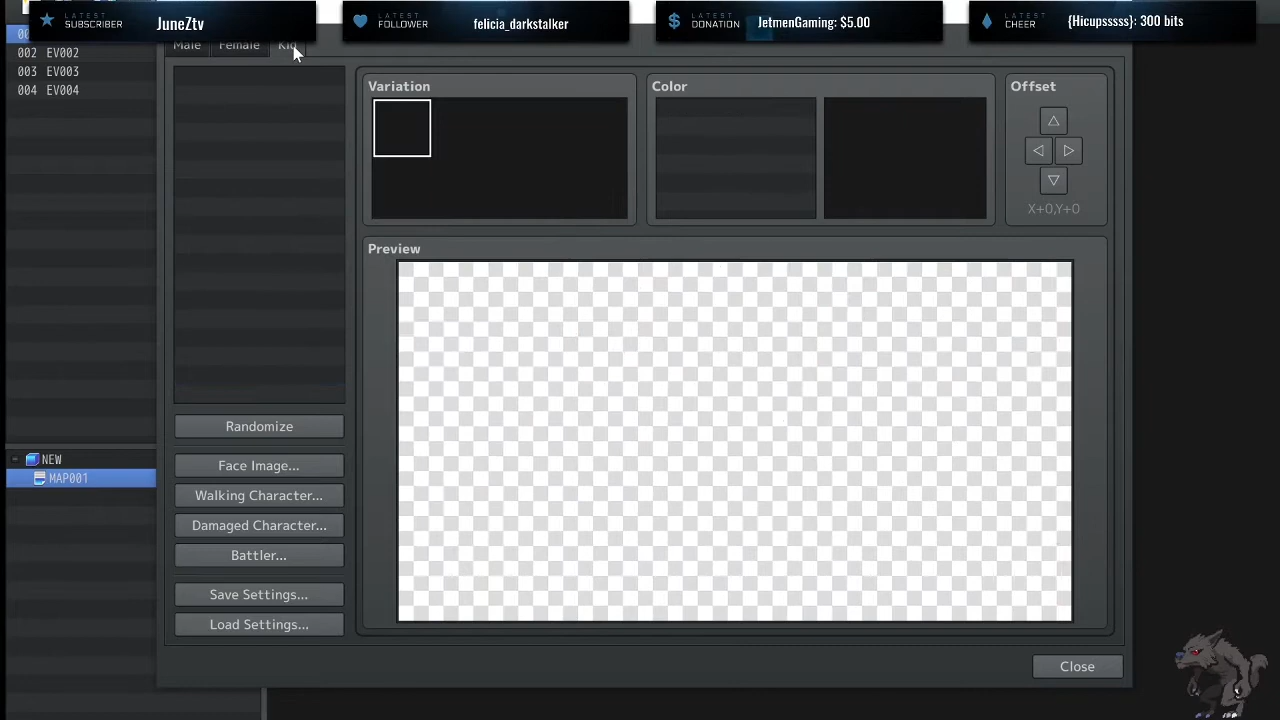 LATEST
SUBSCRIBER
JuneZtv
LATEST
FOLLOWER
felicia_darkstalker
LATEST
DONATION
JetmenGaming: $5.00
LATEST
CHEER
{Hicupsssss}: 300 bits
002 EV002
003 EV003
004 EV004
Male
Female
Kid
Variation
Color
Offset
X+0,Y+0
Preview
Randomize
Face Image...
Walking Character...
Damaged Character...
Battler...
Save Settings...
Load Settings...
NEW
MAP001
Close